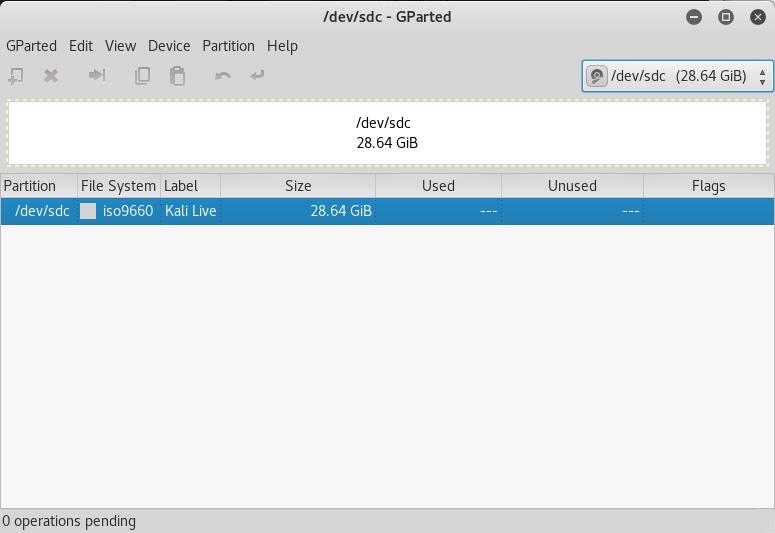 /dev/sdc - GParted
GParted Edit View Device Partition Help
/dev/sdc (28.64 GiB)
/dev/sdc
28.64 GiB
Partition File System Label Size Used Unused Flags
/dev/sdc iso9660 Kali Live 28.64 GiB --- ---
0 operations pending